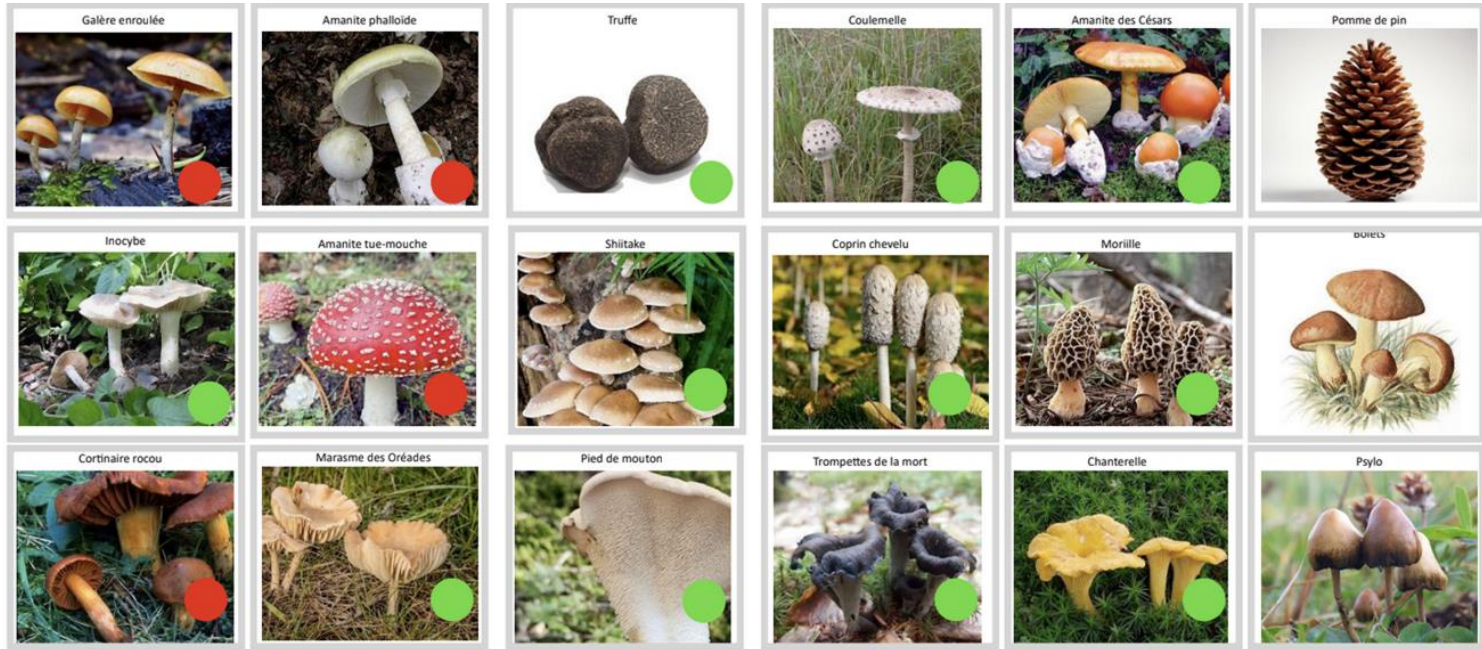 Galère enroulée
Amanite phalloïde
Truffe
Coulemelle
Amanite des Césars
Pomme de pin
Inocybe
Amanite tue-mouche
Shiitake
Coprin chevelu
Moriille
Bolets
Cortinaire rocou
Marasme des Oréades
Pied de mouton
Trompettes de la mort
Chanterelle
Psylo